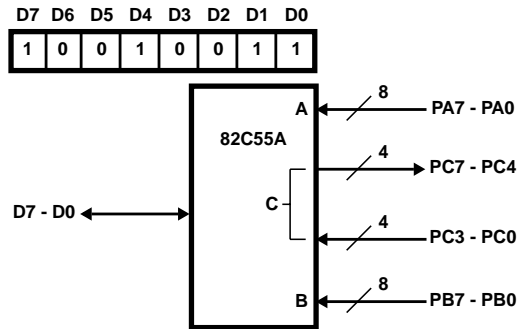 D7 D6 D5 D4 D3 D2 D1 D0
1 0 0 1 0 0 1 1
8
A PA7 - PA0
82C55A
4
PC7 - PC4
C
D7 - D0
4
PC3 - PC0
8
B PB7 - PB0